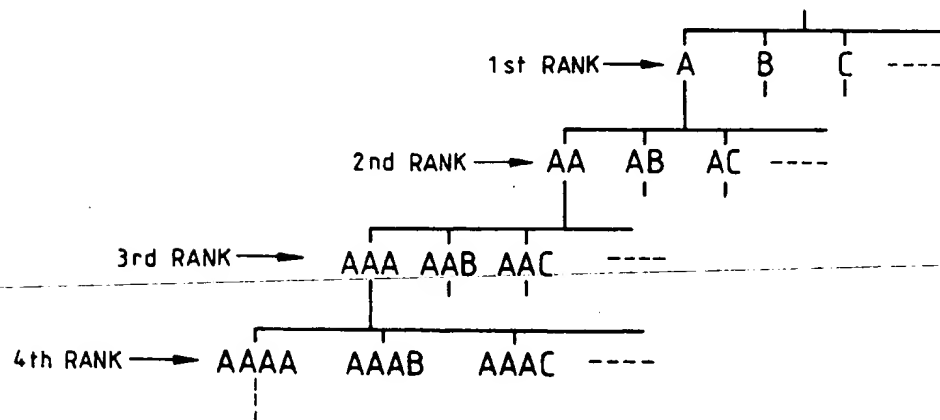 1st RANK A B C ----
2nd RANK AA AB AC ----
3rd RANK AAA AAB AAC ----
4th RANK AAAA AAAB AAAC ----